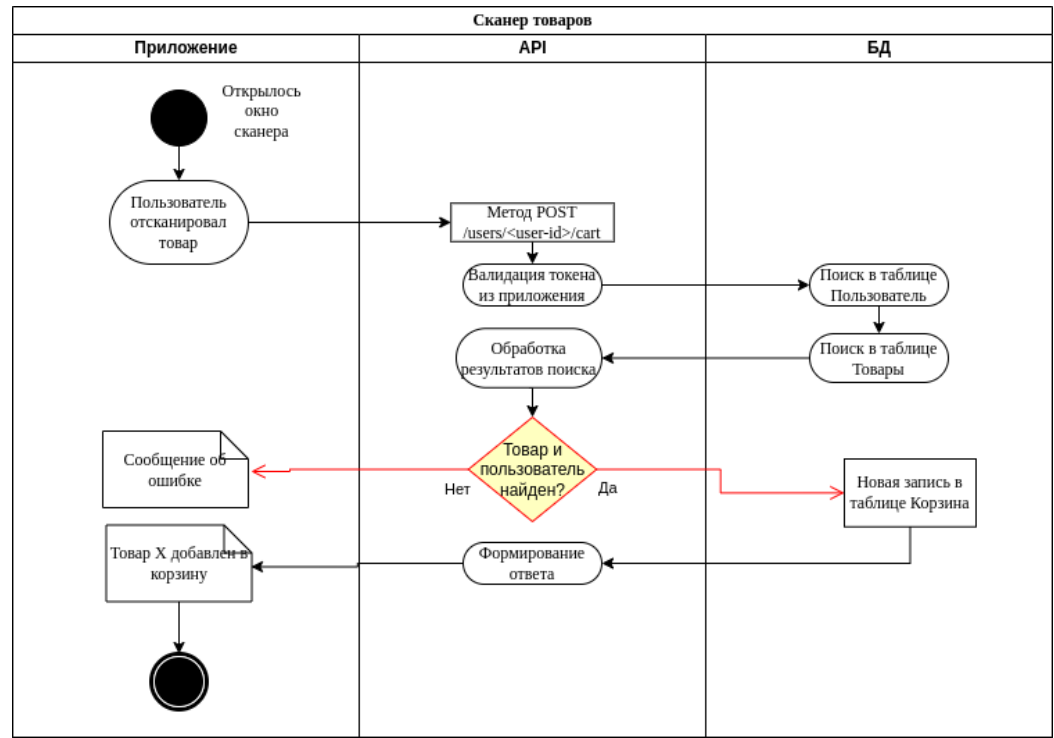 Сканер товаров
Приложение
API
БД
Открылось
окно
сканера
Пользователь
отсканировал
товар
Метод POST
/users/<user-id>/cart
Валидация токена
из приложения
Поиск в таблице
Пользователь
Поиск в таблице
Товары
Обработка
результатов поиска
Товар и
пользователь
найден?
Нет
Да
Сообщение об
ошибке
Новая запись в
таблице Корзина
Формирование
ответа
Товар X добавлен в
корзину